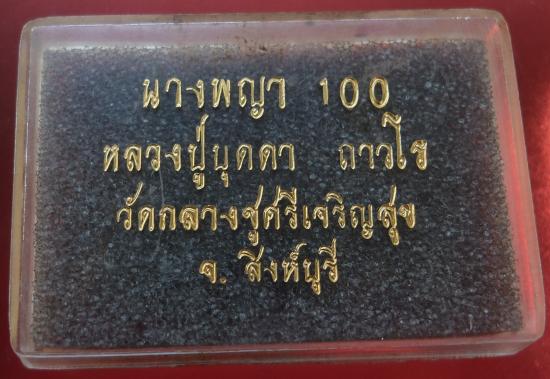 นางพญา 100
หลวงปู่บุดดา ถาวโร
วัดกลางชูศรีเจริญสุข
จ. สิงห์บุรี